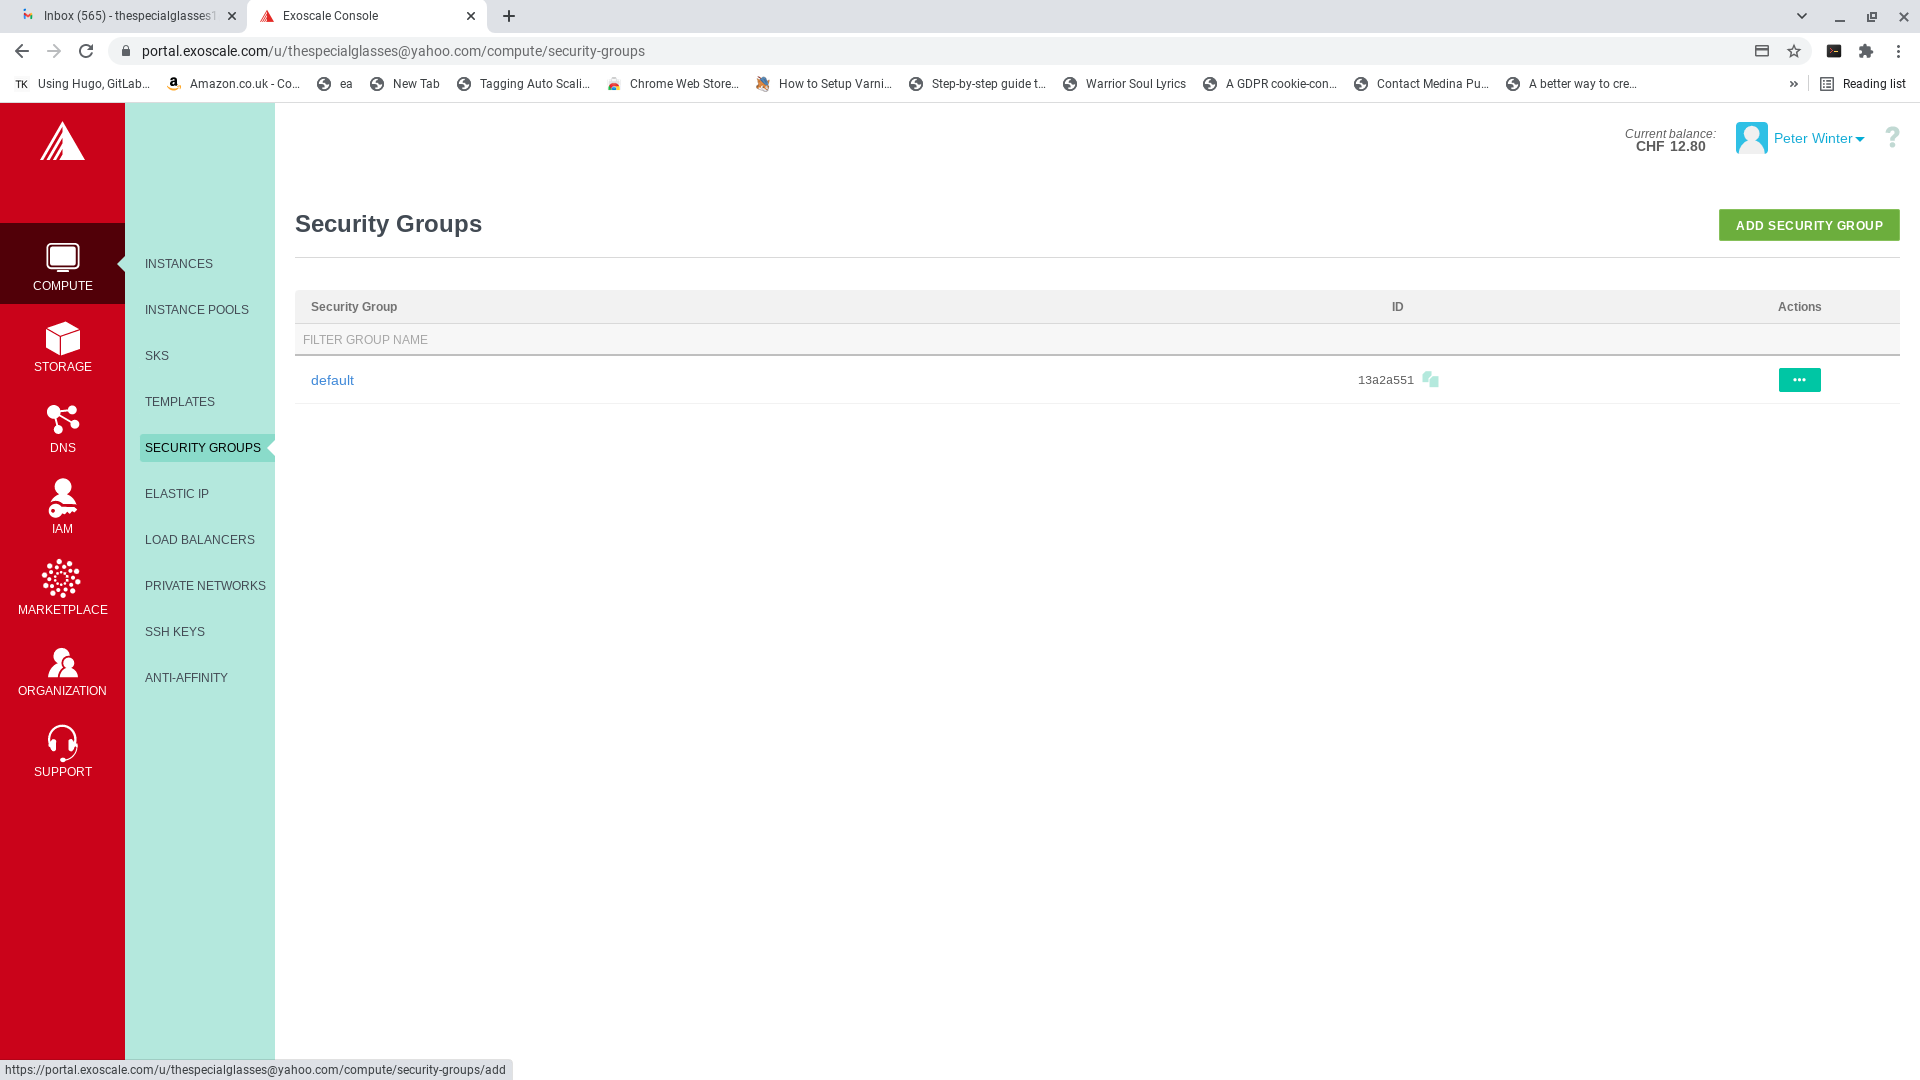 Inbox (565) - thespecialglasses1
Exoscale Console
portal.exoscale.com/u/thespecialglasses@yahoo.com/compute/security-groups
TK Using Hugo, GitLab...
Amazon.co.uk - Co...
ea
New Tab
Tagging Auto Scali...
Chrome Web Store...
How to Setup Varni...
Step-by-step guide t...
Warrior Soul Lyrics
A GDPR cookie-con...
Contact Medina Pu...
A better way to cre...
»
Reading list
Current balance:
CHF 12.80
Peter Winter
?
Security Groups
ADD SECURITY GROUP
COMPUTE
STORAGE
DNS
IAM
MARKETPLACE
ORGANIZATION
SUPPORT
INSTANCES
INSTANCE POOLS
SKS
TEMPLATES
SECURITY GROUPS
ELASTIC IP
LOAD BALANCERS
PRIVATE NETWORKS
SSH KEYS
ANTI-AFFINITY
Security Group ID Actions
FILTER GROUP NAME
default 13a2a551
https://portal.exoscale.com/u/thespecialglasses@yahoo.com/compute/security-groups/add